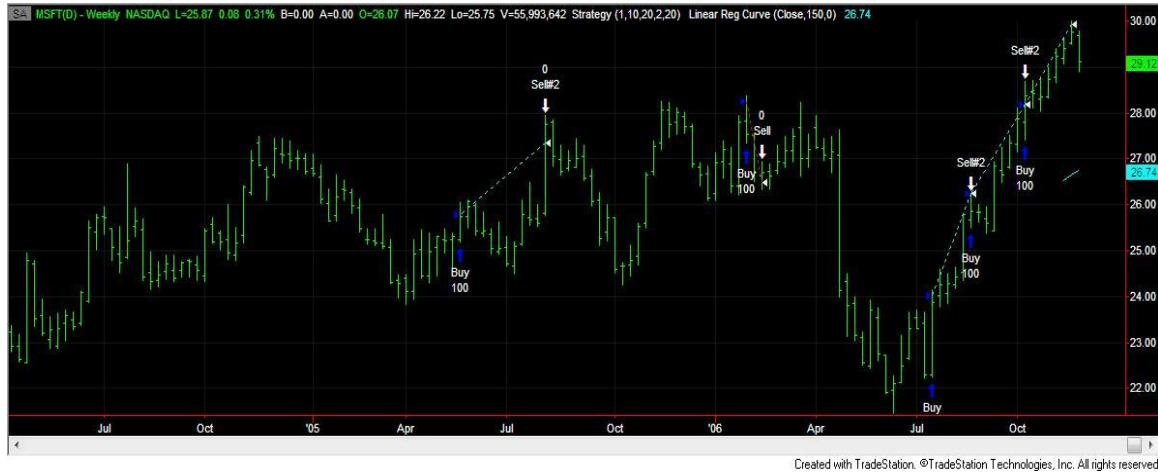 SA MSFT(D) - Weekly NASDAQ L=25.87 0.08 0.31% B=0.00 A=0.00 O=26.07 Hi=26.22 Lo=25.75 V=55,993,642 Strategy (1,10,20,2,20) Linear Reg Curve (Close,150,0) 26.74
30.00
29.12
28.00
27.00
26.74
26.00
25.00
24.00
23.00
22.00
0
Sell#2
Buy
100
0
Sell
Buy
100
Sell#2
Buy
100
Sell#2
Buy
100
Buy
Jul Oct '05 Apr Jul Oct '06 Apr Jul Oct
Created with TradeStation. ©TradeStation Technologies, Inc. All rights reserved